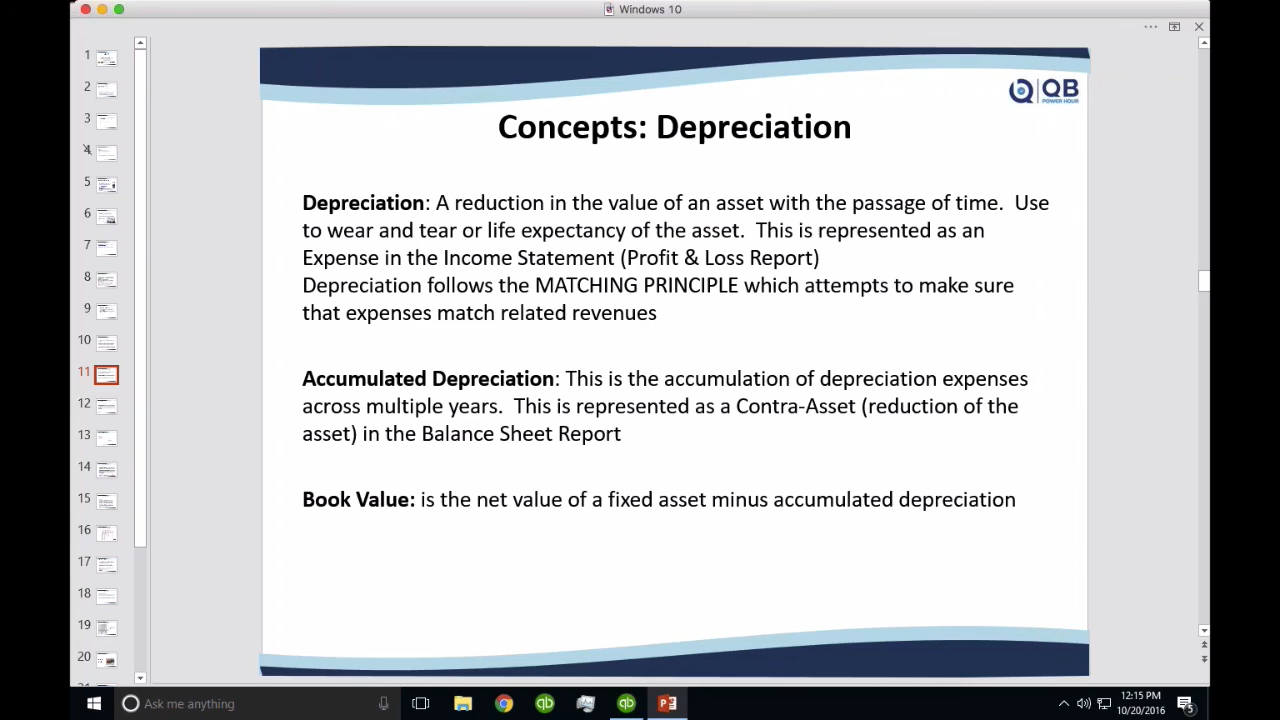 Windows 10
1
2
3
4
5
6
7
8
9
10
11
12
13
14
15
16
17
18
19
20
QB
POWER HOUR
Concepts: Depreciation
Depreciation: A reduction in the value of an asset with the passage of time.  Use
to wear and tear or life expectancy of the asset.  This is represented as an
Expense in the Income Statement (Profit & Loss Report)
Depreciation follows the MATCHING PRINCIPLE which attempts to make sure
that expenses match related revenues
Accumulated Depreciation: This is the accumulation of depreciation expenses
across multiple years.  This is represented as a Contra-Asset (reduction of the
asset) in the Balance Sheet Report
Book Value: is the net value of a fixed asset minus accumulated depreciation
Ask me anything
12:15 PM
10/20/2016
5